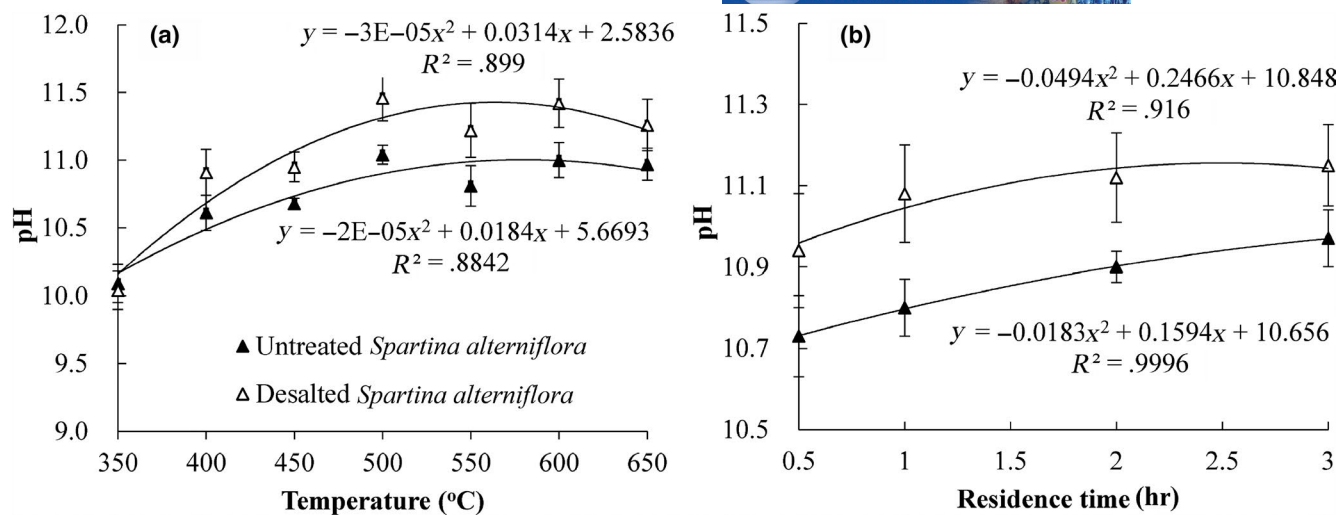 (a)
y = –3E–05x² + 0.0314x + 2.5836
R² = .899
y = –2E–05x² + 0.0184x + 5.6693
R² = .8842
▲ Untreated Spartina alterniflora
△ Desalted Spartina alterniflora
pH
12.0
11.5
11.0
10.5
10.0
9.5
9.0
350 400 450 500 550 600 650
Temperature (°C)
(b)
y = –0.0494x² + 0.2466x + 10.848
R² = .916
y = –0.0183x² + 0.1594x + 10.656
R² = .9996
pH
11.5
11.3
11.1
10.9
10.7
10.5
0.5 1 1.5 2 2.5 3
Residence time (hr)